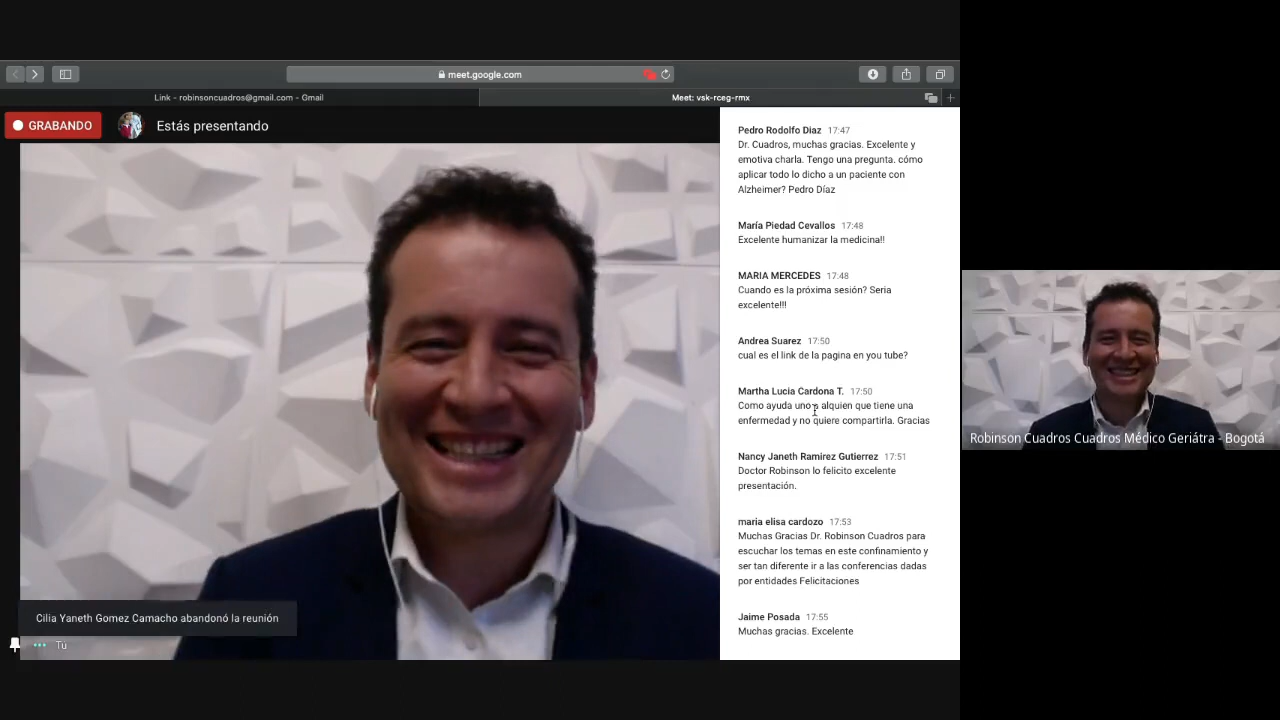 meet.google.com
Link - robinsoncuadros@gmail.com - Gmail
Meet: vsk-rceg-rmx
GRABANDO
Estás presentando
Pedro Rodolfo Diaz 17:47
Dr. Cuadros, muchas gracias. Excelente y
emotiva charla. Tengo una pregunta. cómo
aplicar todo lo dicho a un paciente con
Alzheimer? Pedro Díaz
María Piedad Cevallos 17:48
Excelente humanizar la medicina!!
MARIA MERCEDES 17:48
Cuando es la próxima sesión? Seria
excelente!!!
Andrea Suarez 17:50
cual es el link de la pagina en you tube?
Martha Lucia Cardona T. 17:50
Como ayuda uno a alquien que tiene una
enfermedad y no quiere compartirla. Gracias
Nancy Janeth Ramírez Gutierrez 17:51
Doctor Robinson lo felicito excelente
presentación.
maria elisa cardozo 17:53
Muchas Gracias Dr. Robinson Cuadros para
escuchar los temas en este confinamiento y
ser tan diferente ir a las conferencias dadas
por entidades Felicitaciones
Jaime Posada 17:55
Muchas gracias. Excelente
Cilia Yaneth Gomez Camacho abandonó la reunión
Tú
Robinson Cuadros Cuadros Médico Geriátra - Bogotá